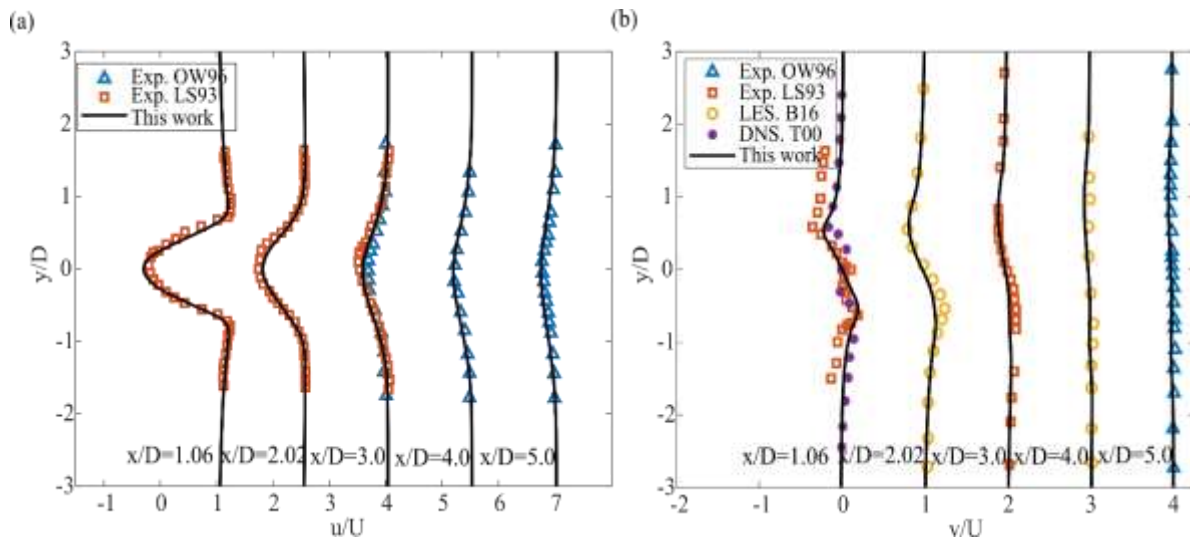 (a)
3
2
1
0
-1
-2
-3
y/D
Exp. OW96
Exp. LS93
This work
x/D=1.06 x/D=2.02 x/D=3.0 x/D=4.0 x/D=5.0
-1 0 1 2 3 4 5 6 7
u/U
(b)
3
2
1
0
-1
-2
-3
y/D
Exp. OW96
Exp. LS93
LES. B16
DNS. T00
This work
x/D=1.06 x/D=2.02 x/D=3.0 x/D=4.0 x/D=5.0
-2 -1 0 1 2 3 4
v/U